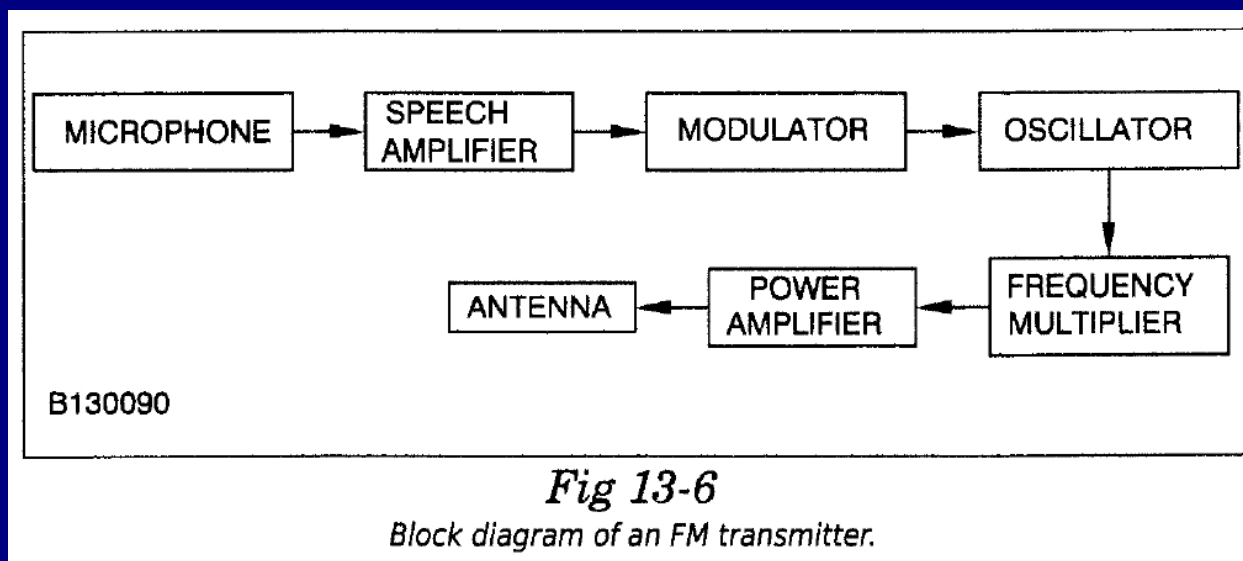 MICROPHONE
SPEECH
AMPLIFIER
MODULATOR
OSCILLATOR
FREQUENCY
MULTIPLIER
POWER
AMPLIFIER
ANTENNA
B130090
Fig 13-6
Block diagram of an FM transmitter.